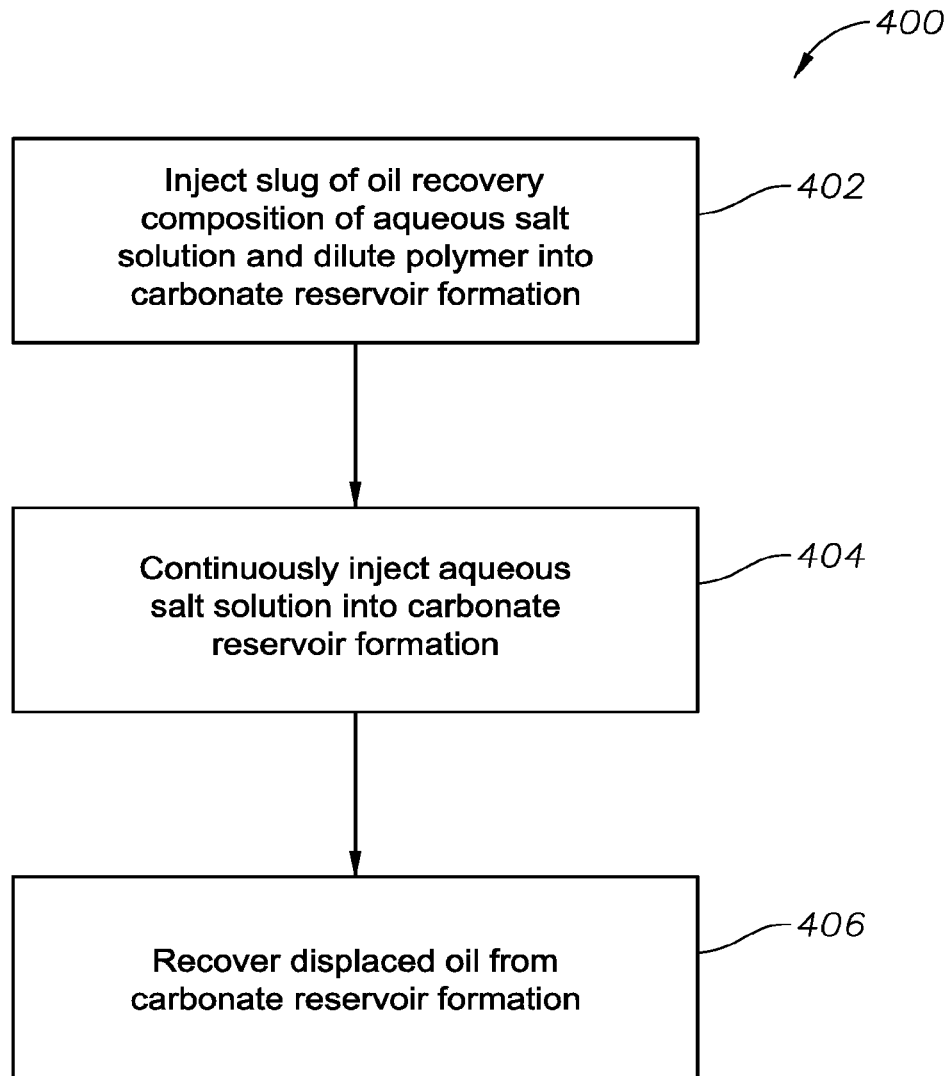 400
Inject slug of oil recovery
composition of aqueous salt
solution and dilute polymer into
carbonate reservoir formation
402
Continuously inject aqueous
salt solution into carbonate
reservoir formation
404
Recover displaced oil from
carbonate reservoir formation
406